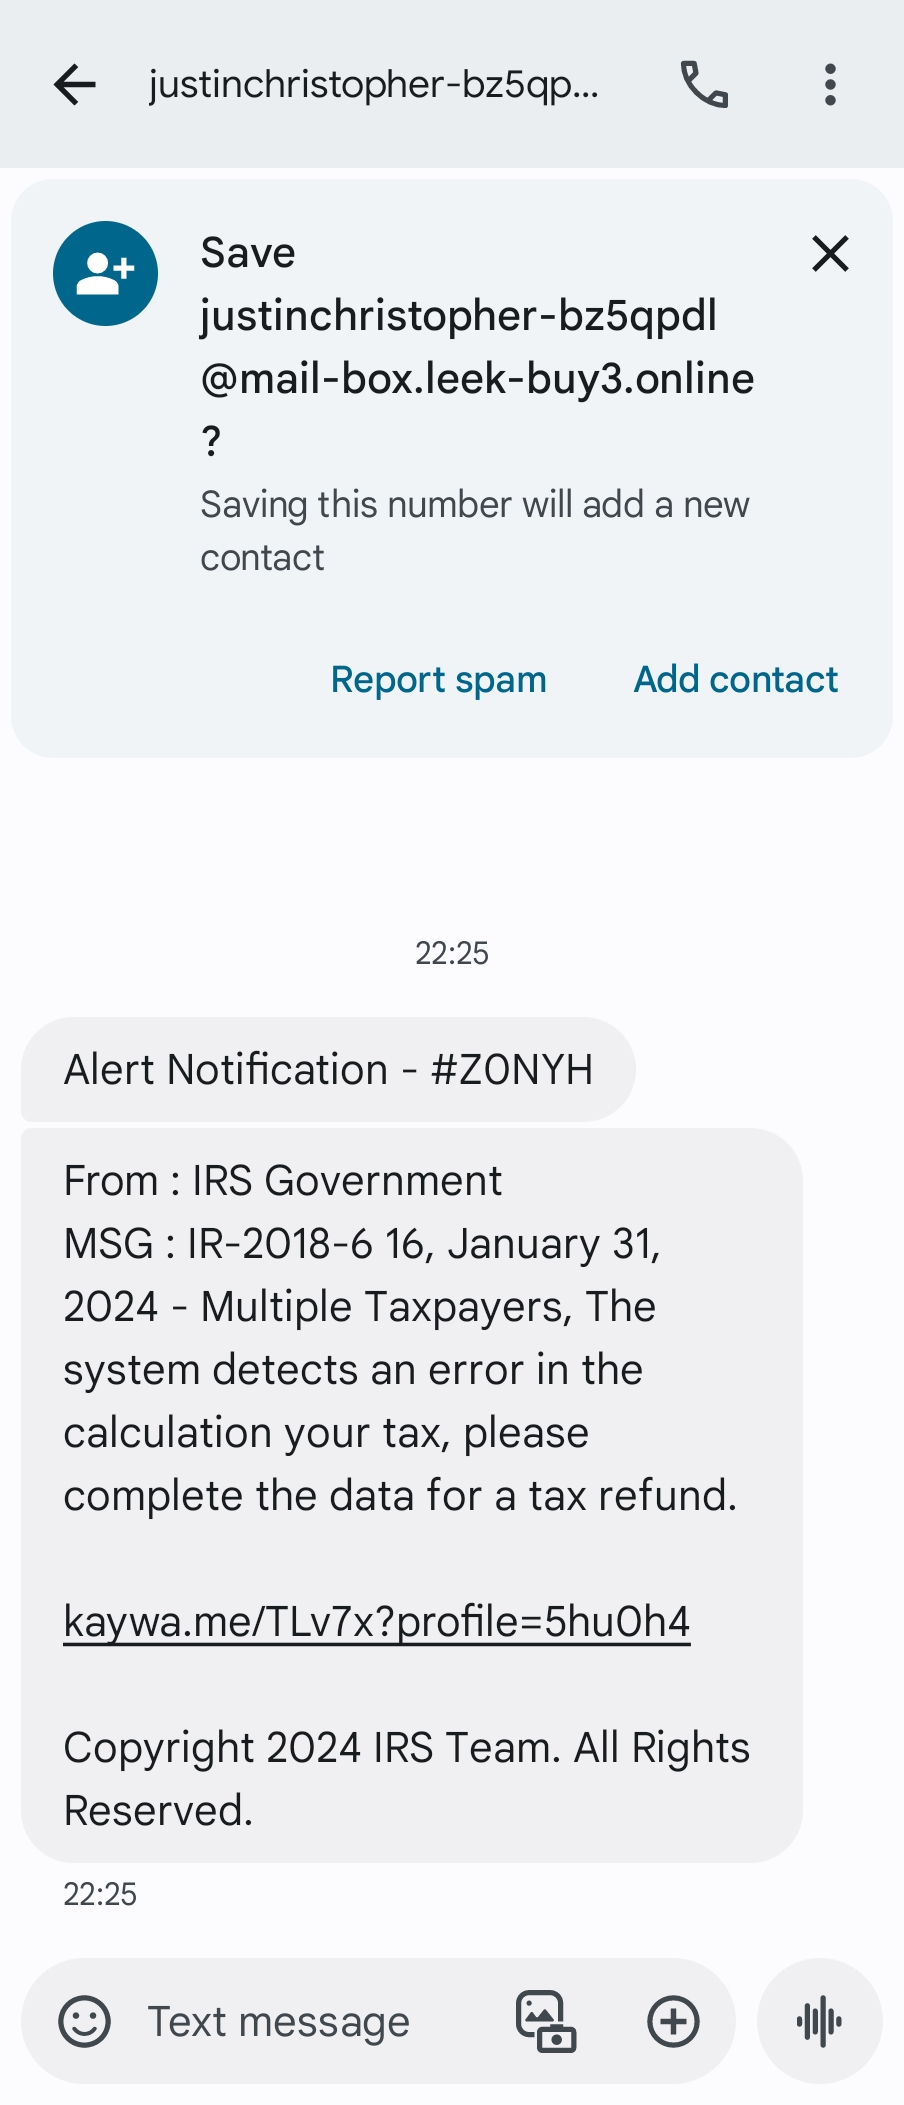 justinchristopher-bz5qp...
Save
justinchristopher-bz5qpdl
@mail-box.leek-buy3.online
?
Saving this number will add a new
contact
Report spam
Add contact
22:25
Alert Notification - #Z0NYH
From : IRS Government
MSG : IR-2018-6 16, January 31,
2024 - Multiple Taxpayers, The
system detects an error in the
calculation your tax, please
complete the data for a tax refund.
kaywa.me/TLv7x?profile=5hu0h4
Copyright 2024 IRS Team. All Rights
Reserved.
22:25
Text message